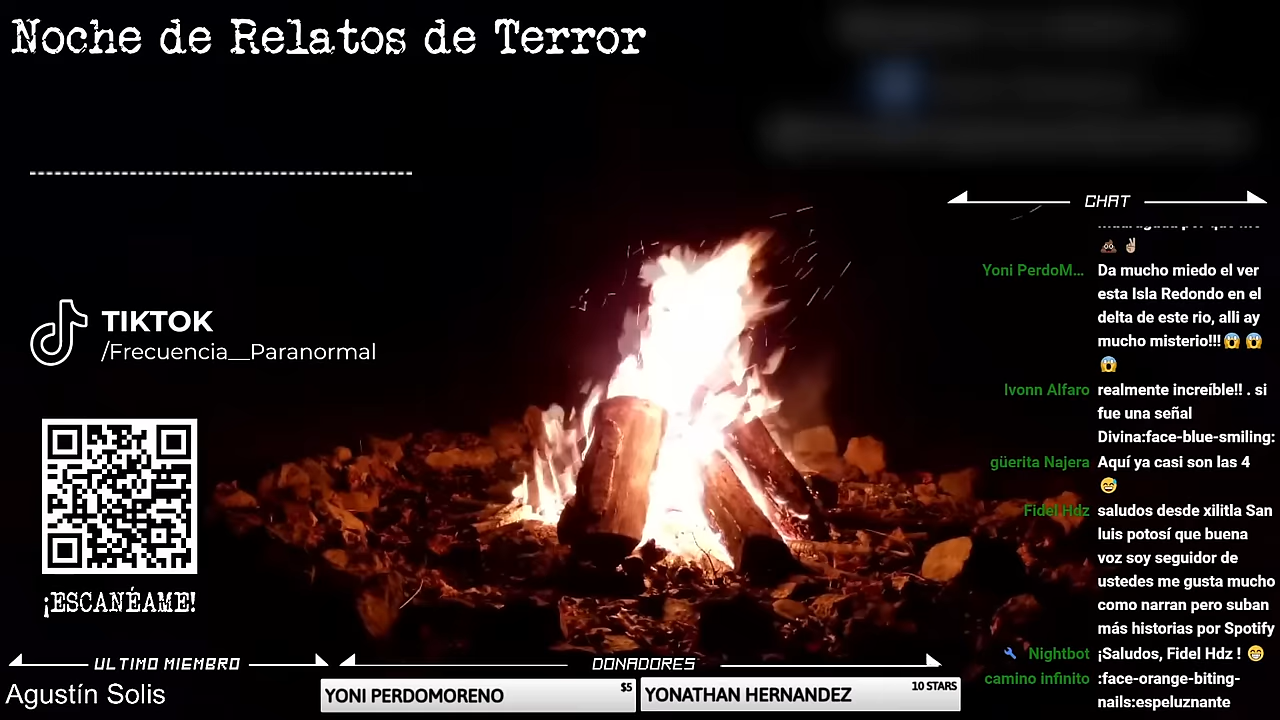 Noche de Relatos de Terror
CHAT
Yoni PerdoM... Da mucho miedo el ver
esta Isla Redondo en el
delta de este rio, alli ay
mucho misterio!!!😱 😱
😱
Ivonn Alfaro realmente increíble!! . si
fue una señal
Divina:face-blue-smiling:
güerita Najera Aquí ya casi son las 4
😅
Fidel Hdz saludos desde xilitla San
luis potosí que buena
voz soy seguidor de
ustedes me gusta mucho
como narran pero suban
más historias por Spotify
Nightbot ¡Saludos, Fidel Hdz ! 😁
camino infinito :face-orange-biting-
nails:espeluznante
TIKTOK
/Frecuencia__Paranormal
¡ESCANÉAME!
ULTIMO MIEMBRO
Agustín Solis
DONADORES
YONI PERDOMORENO $5
YONATHAN HERNANDEZ 10 STARS